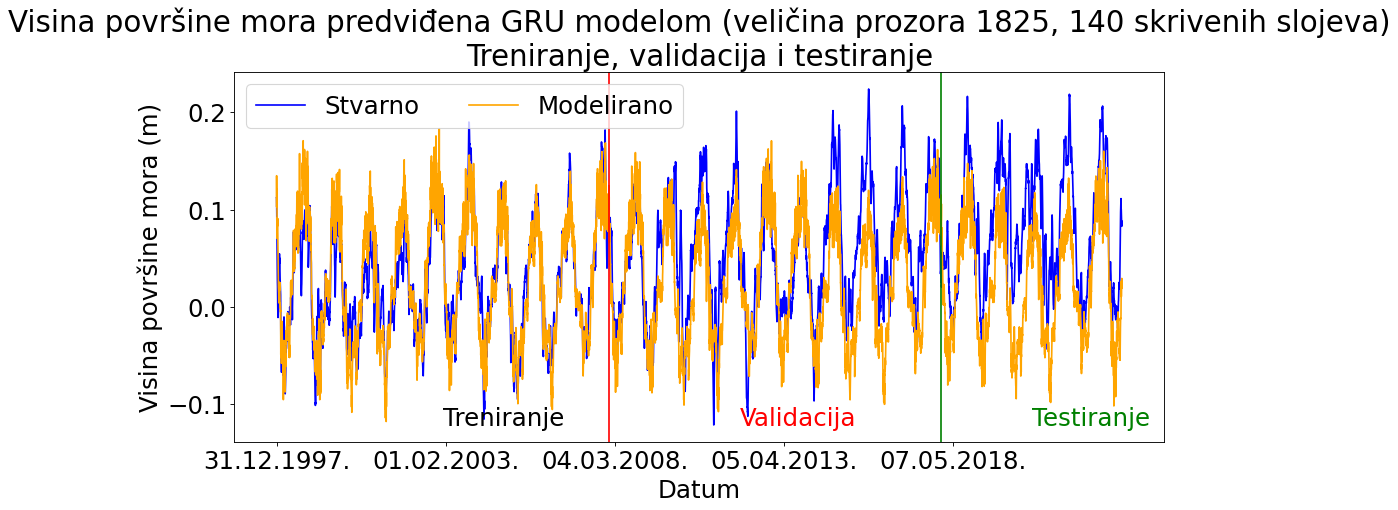 Visina površine mora predviđena GRU modelom (veličina prozora 1825, 140 skrivenih slojeva)
Treniranje, validacija i testiranje
Stvarno
Modelirano
Visina površine mora (m)
0.2
0.1
0.0
−0.1
Treniranje
Validacija
Testiranje
31.12.1997.
01.02.2003.
04.03.2008.
05.04.2013.
07.05.2018.
Datum